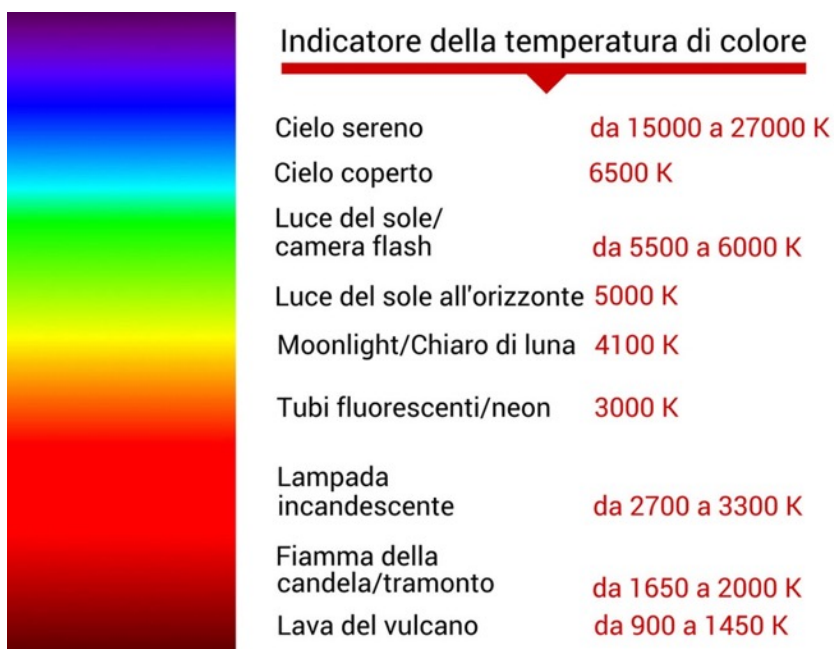 Indicatore della temperatura di colore
Cielo sereno da 15000 a 27000 K
Cielo coperto 6500 K
Luce del sole/
camera flash da 5500 a 6000 K
Luce del sole all'orizzonte 5000 K
Moonlight/Chiaro di luna 4100 K
Tubi fluorescenti/neon 3000 K
Lampada
incandescente da 2700 a 3300 K
Fiamma della
candela/tramonto da 1650 a 2000 K
Lava del vulcano da 900 a 1450 K